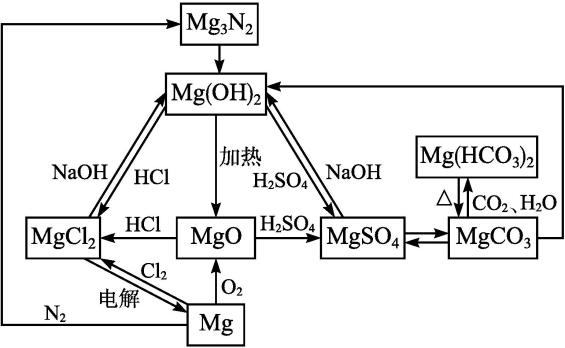 Mg₃N₂
Mg(OH)₂
NaOH
HCl
加热
H₂SO₄
NaOH
Mg(HCO₃)₂
△
CO₂、H₂O
MgCl₂
HCl
MgO
H₂SO₄
MgSO₄
MgCO₃
Cl₂
电解
O₂
N₂
Mg